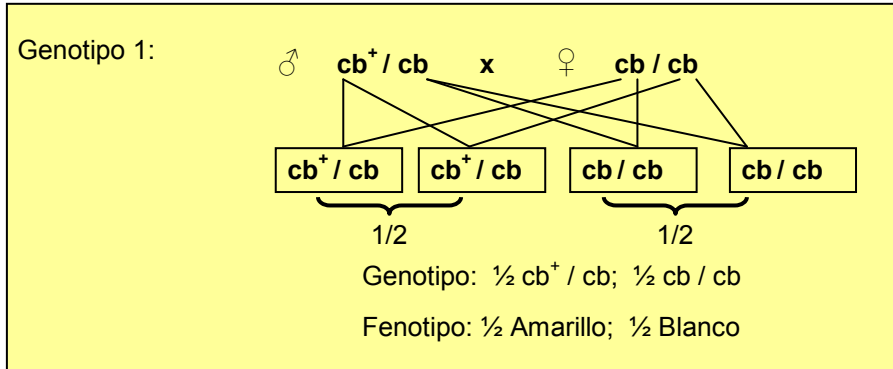 Genotipo 1:
♂ cb⁺ / cb x ♀ cb / cb
cb⁺ / cb cb⁺ / cb cb / cb cb / cb
1/2 1/2
Genotipo: ½ cb⁺ / cb; ½ cb / cb
Fenotipo: ½ Amarillo; ½ Blanco